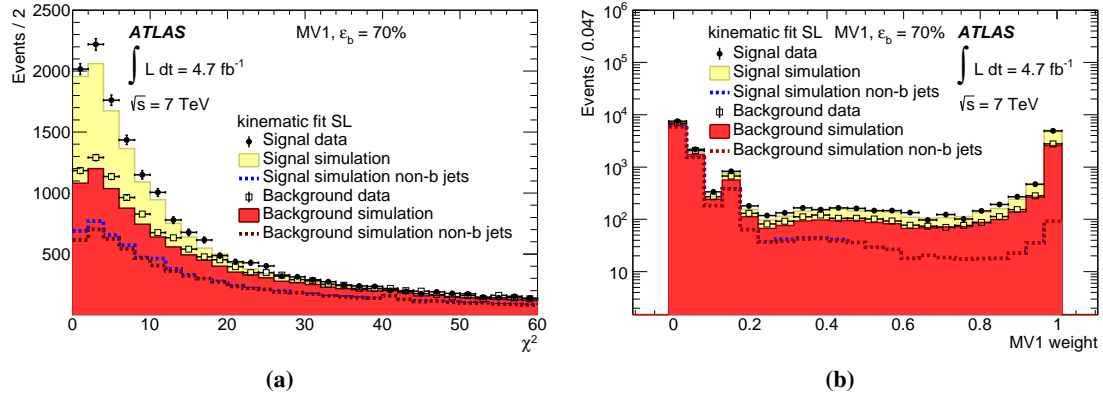 Events / 2
2500
2000
1500
1000
500
0 10 20 30 40 50 60
χ²
ATLAS
∫ L dt = 4.7 fb⁻¹
√s = 7 TeV
MV1, ε_b = 70%
kinematic fit SL
Signal data
Signal simulation
Signal simulation non-b jets
Background data
Background simulation
Background simulation non-b jets
(a)
Events / 0.047
10⁶
10⁵
10⁴
10³
10²
10
0 0.2 0.4 0.6 0.8 1
MV1 weight
kinematic fit SL MV1, ε_b = 70% ATLAS
Signal data
Signal simulation
Signal simulation non-b jets
Background data
Background simulation
Background simulation non-b jets
∫ L dt = 4.7 fb⁻¹
√s = 7 TeV
(b)